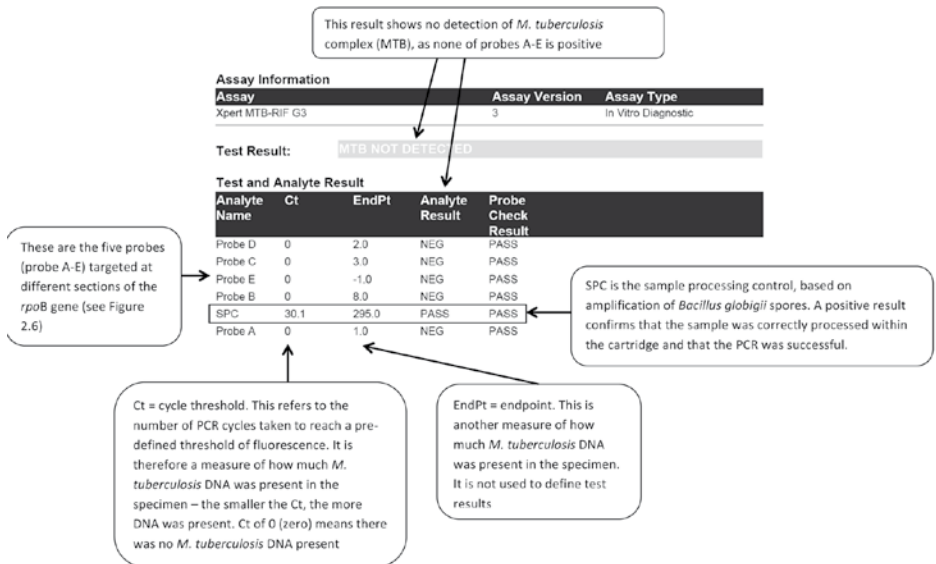 This result shows no detection of M. tuberculosis
complex (MTB), as none of probes A-E is positive
Assay Information
Assay Assay Version Assay Type
Xpert MTB-RIF G3 3 In Vitro Diagnostic
Test Result: MTB NOT DETECTED
Test and Analyte Result
Analyte Name Ct EndPt Analyte Result Probe Check Result
Probe D 0 2.0 NEG PASS
Probe C 0 3.0 NEG PASS
Probe E 0 -1.0 NEG PASS
Probe B 0 8.0 NEG PASS
SPC 30.1 295.0 PASS PASS
Probe A 0 1.0 NEG PASS
These are the five probes
(probe A-E) targeted at
different sections of the
rpoB gene (see Figure
2.6)
SPC is the sample processing control, based on
amplification of Bacillus globigii spores. A positive result
confirms that the sample was correctly processed within
the cartridge and that the PCR was successful.
Ct = cycle threshold. This refers to the
number of PCR cycles taken to reach a pre-
defined threshold of fluorescence. It is
therefore a measure of how much M.
tuberculosis DNA was present in the
specimen – the smaller the Ct, the more
DNA was present. Ct of 0 (zero) means there
was no M. tuberculosis DNA present
EndPt = endpoint. This is
another measure of how
much M. tuberculosis DNA
was present in the specimen.
It is not used to define test
results